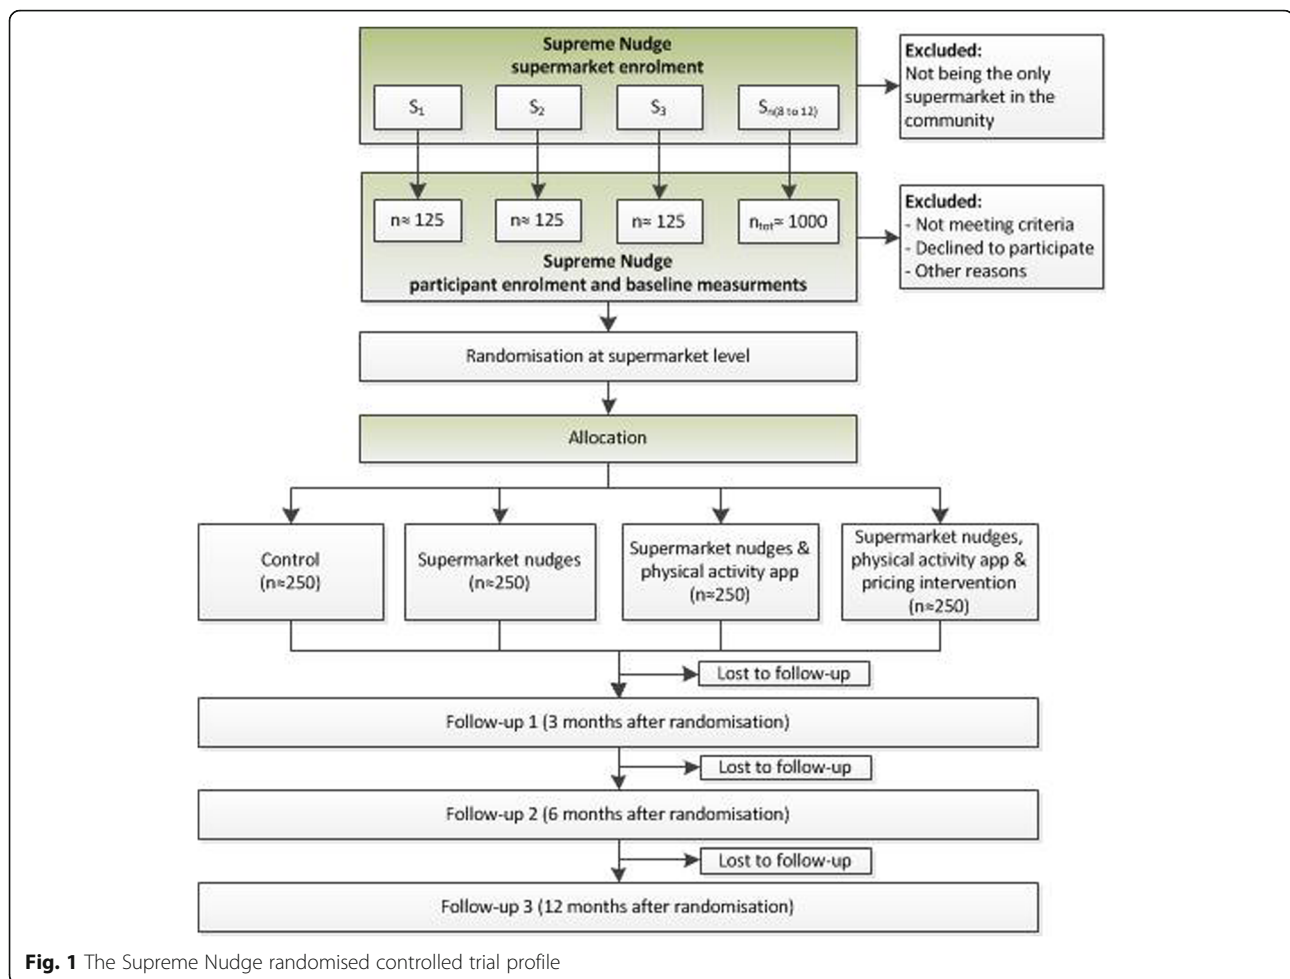 Supreme Nudge
supermarket enrolment
S1
S2
S3
Sn(8 to 12)
Excluded:
Not being the only
supermarket in the
community
n≈ 125
n≈ 125
n≈ 125
ntot≈ 1000
Supreme Nudge
participant enrolment and baseline measurments
Excluded:
- Not meeting criteria
- Declined to participate
- Other reasons
Randomisation at supermarket level
Allocation
Control
(n≈250)
Supermarket nudges
(n≈250)
Supermarket nudges &
physical activity app
(n≈250)
Supermarket nudges,
physical activity app &
pricing intervention
(n≈250)
Lost to follow-up
Follow-up 1 (3 months after randomisation)
Lost to follow-up
Follow-up 2 (6 months after randomisation)
Lost to follow-up
Follow-up 3 (12 months after randomisation)
Fig. 1 The Supreme Nudge randomised controlled trial profile